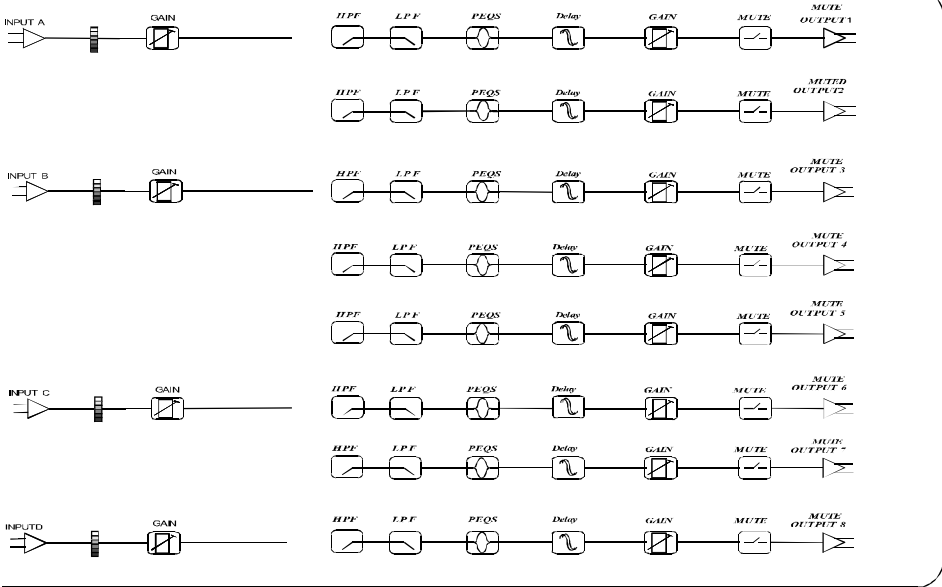 MUTE
INPUT A GAIN HPF LPF PEQS Delay GAIN MUTE OUTPUT1
MUTED
HPF LPF PEQS Delay GAIN MUTE OUTPUT2
MUTE
INPUT B GAIN HPF LPF PEQS Delay GAIN MUTE OUTPUT 3
MUTE
HPF LPF PEQS Delay GAIN MUTE OUTPUT 4
MUTE
HPF LPF PEQS Delay GAIN MUTE OUTPUT 5
MUTE
INPUT C GAIN HPF LPF PEQS Delay GAIN MUTE OUTPUT 6
MUTE
HPF LPF PEQS Delay GAIN MUTE OUTPUT
MUTE
INPUTD GAIN HPF LPF PEQS Delay GAIN MUTE OUTPUT 8